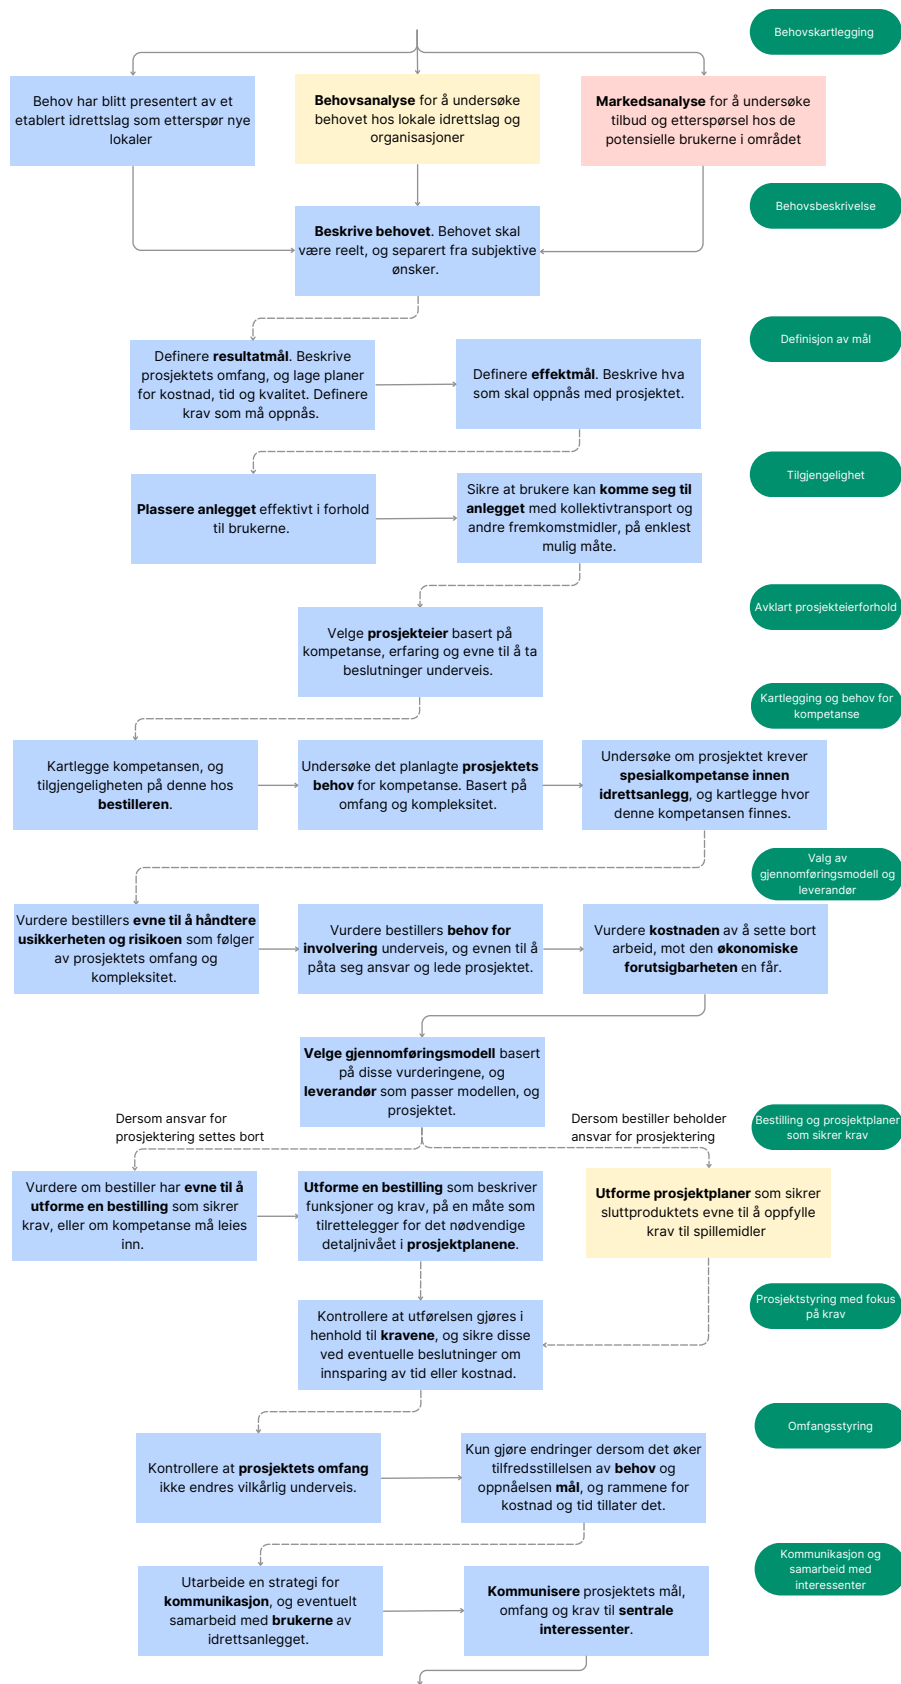 Behovskartlegging
Behov har blitt presentert av et
etablert idrettslag som etterspør nye
lokaler
Behovsanalyse for å undersøke
behovet hos lokale idrettslag og
organisasjoner
Markedsanalyse for å undersøke
tilbud og etterspørsel hos de
potensielle brukerne i området
Behovsbeskrivelse
Beskrive behovet. Behovet skal
være reelt, og separert fra subjektive
ønsker.
Definisjon av mål
Definere resultatmål. Beskrive
prosjektets omfang, og lage planer
for kostnad, tid og kvalitet. Definere
krav som må oppnås.
Definere effektmål. Beskrive hva
som skal oppnås med prosjektet.
Tilgjengelighet
Plassere anlegget effektivt i forhold
til brukerne.
Sikre at brukere kan komme seg til
anlegget med kollektivtransport og
andre fremkomstmidler, på enklest
mulig måte.
Avklart prosjekteierforhold
Velge prosjekteier basert på
kompetanse, erfaring og evne til å ta
beslutninger underveis.
Kartlegging og behov for
kompetanse
Kartlegge kompetansen, og
tilgjengeligheten på denne hos
bestilleren.
Undersøke det planlagte prosjektets
behov for kompetanse. Basert på
omfang og kompleksitet.
Undersøke om prosjektet krever
spesialkompetanse innen
idrettsanlegg, og kartlegge hvor
denne kompetansen finnes.
Valg av
gjennomføringsmodell og
leverandør
Vurdere bestillers evne til å håndtere
usikkerheten og risikoen som følger
av prosjektets omfang og
kompleksitet.
Vurdere bestillers behov for
involvering underveis, og evnen til å
påta seg ansvar og lede prosjektet.
Vurdere kostnaden av å sette bort
arbeid, mot den økonomiske
forutsigbarheten en får.
Velge gjennomføringsmodell basert
på disse vurderingene, og
leverandør som passer modellen, og
prosjektet.
Bestilling og prosjektplaner
som sikrer krav
Dersom ansvar for
prosjektering settes bort
Dersom bestiller beholder
ansvar for prosjektering
Vurdere om bestiller har evne til å
utforme en bestilling som sikrer
krav, eller om kompetanse må leies
inn.
Utforme en bestilling som beskriver
funksjoner og krav, på en måte som
tilrettelegger for det nødvendige
detaljnivået i prosjektplanene.
Utforme prosjektplaner som sikrer
sluttproduktets evne til å oppfylle
krav til spillemidler
Prosjektstyring med fokus
på krav
Kontrollere at utførelsen gjøres i
henhold til kravene, og sikre disse
ved eventuelle beslutninger om
innsparing av tid eller kostnad.
Omfangsstyring
Kontrollere at prosjektets omfang
ikke endres vilkårlig underveis.
Kun gjøre endringer dersom det øker
tilfredsstillelsen av behov og
oppnåelsen mål, og rammene for
kostnad og tid tillater det.
Kommunikasjon og
samarbeid med
interessenter
Utarbeide en strategi for
kommunikasjon, og eventuelt
samarbeid med brukerne av
idrettsanlegget.
Kommunisere prosjektets mål,
omfang og krav til sentrale
interessenter.